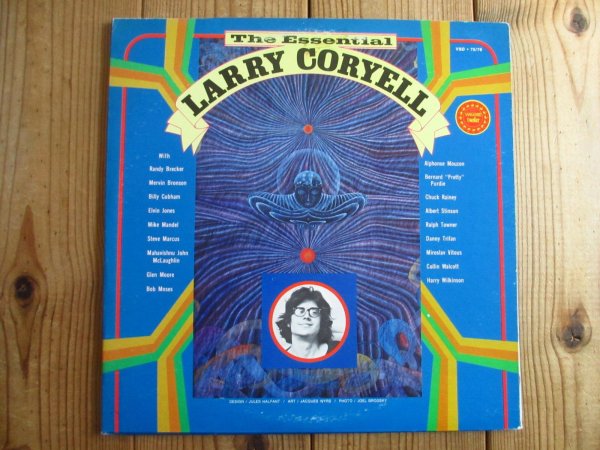 The Essential
LARRY CORYELL
VSD • 75/76
With
Randy Brecker
Mervin Bronson
Billy Cobham
Elvin Jones
Mike Mandel
Steve Marcus
Mahavishnu John
McLaughlin
Glen Moore
Bob Moses
Alphonse Mouzon
Bernard "Pretty"
Purdie
Chuck Rainey
Albert Stinson
Ralph Towner
Danny Trifan
Miroslav Vitous
Collin Walcott
Harry Wilkinson
DESIGN / JULES HALFANT / ART / JACQUES WYRS / PHOTO / JOEL BRODSKY